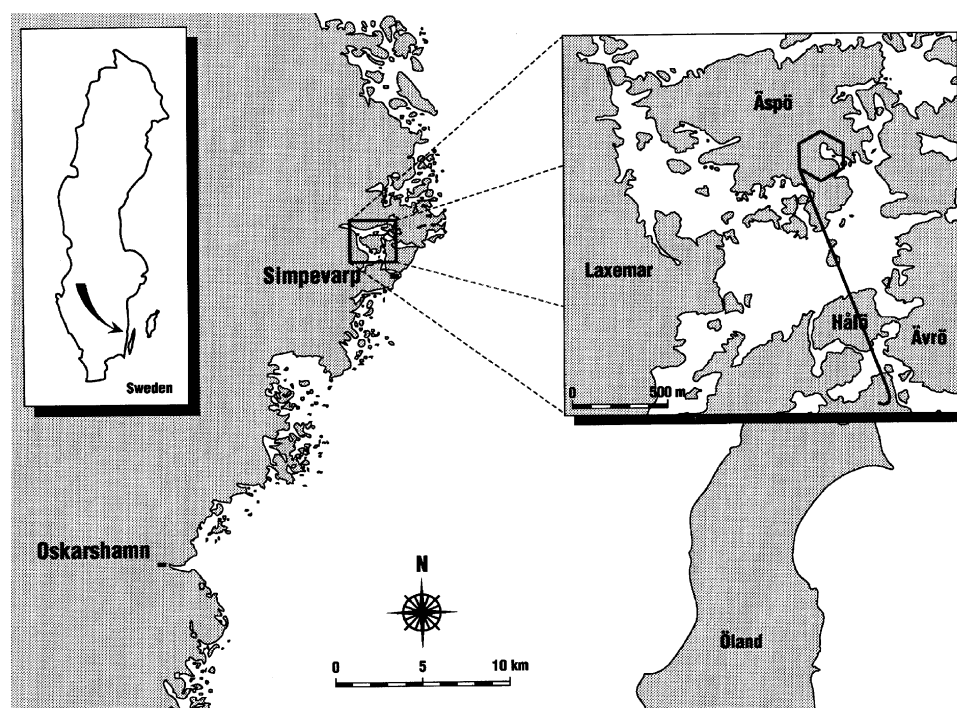 Sweden
Simpevarp
Oskarshamn
N
0 5 10 km
Äspö
Laxemar
Hålö
Ävrö
0 500 m
Öland